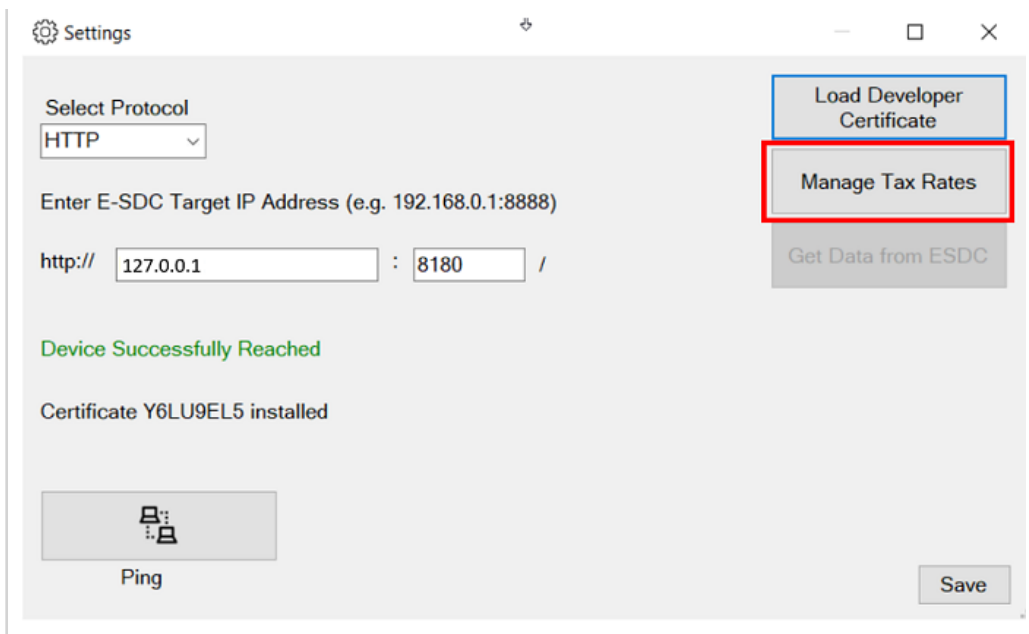 Settings
Select Protocol
HTTP
Load Developer
Certificate
Manage Tax Rates
Enter E-SDC Target IP Address (e.g. 192.168.0.1:8888)
http:// 127.0.0.1 : 8180 /
Get Data from ESDC
Device Successfully Reached
Certificate Y6LU9EL5 installed
Ping
Save